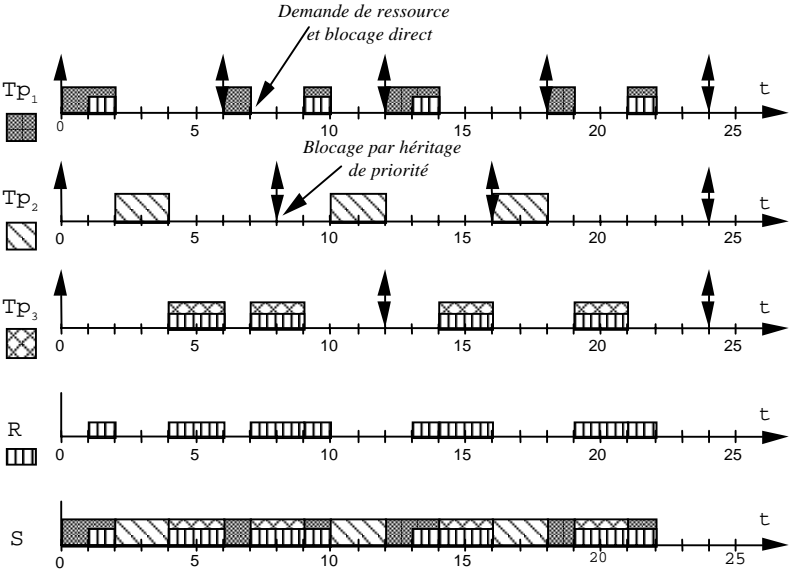 Demande de ressource
et blocage direct
Tp1
t
0 5 10 15 20 25
Blocage par héritage
de priorité
Tp2
t
0 5 10 15 20 25
Tp3
t
0 5 10 15 20 25
R
t
0 5 10 15 20 25
S
t
0 5 10 15 20 25